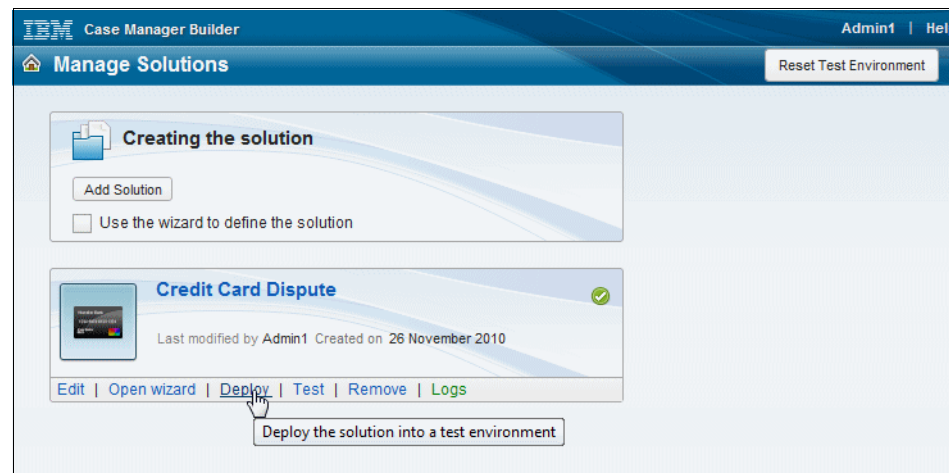 IBM Case Manager Builder Admin1 | Hel
Manage Solutions Reset Test Environment
Creating the solution
Add Solution
Use the wizard to define the solution
Credit Card Dispute
Last modified by Admin1 Created on 26 November 2010
Edit | Open wizard | Deploy | Test | Remove | Logs
Deploy the solution into a test environment